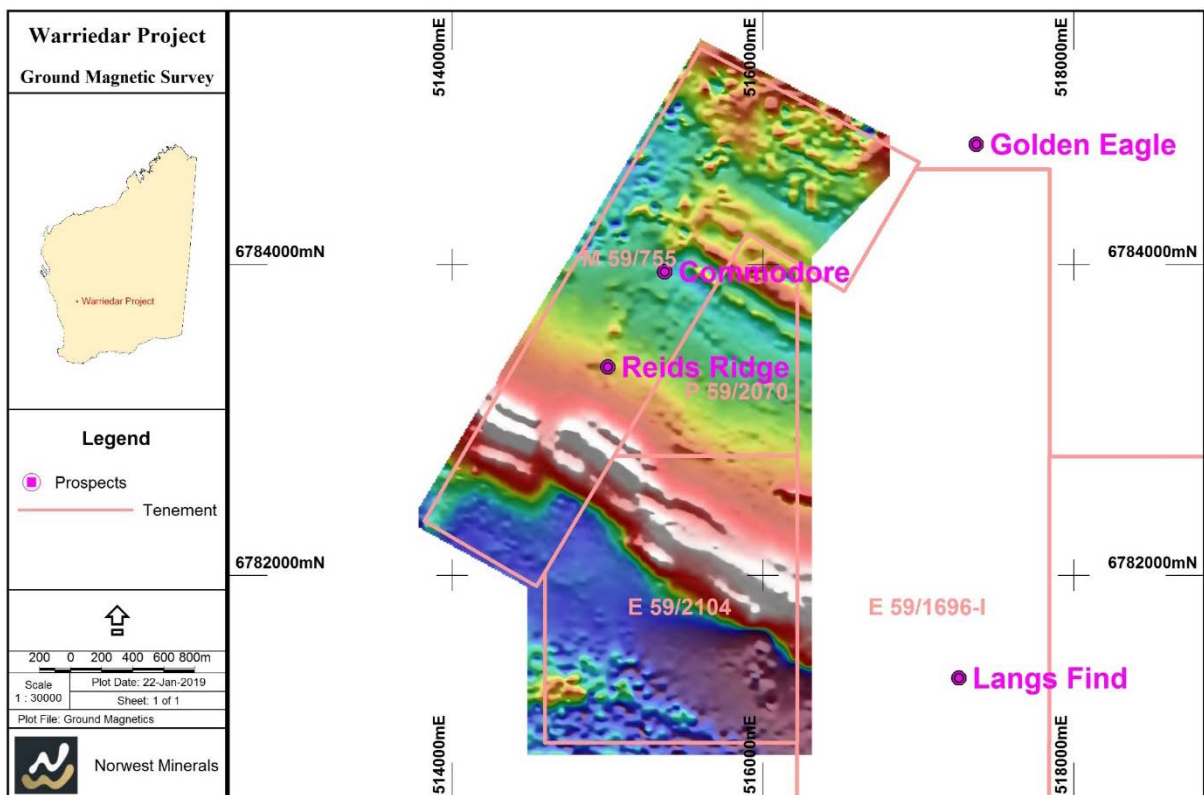 Warriedar Project
Ground Magnetic Survey
Warriedar Project
Legend
Prospects
Tenement
200 0 200 400 600 800m
Scale
1 : 30000
Plot Date: 22-Jan-2019
Sheet: 1 of 1
Plot File: Ground Magnetics
Norwest Minerals
514000mE
516000mE
518000mE
Golden Eagle
6784000mN
M 59/755
Commodore
6784000mN
Reids Ridge
P 59/2070
6782000mN
6782000mN
E 59/2104
E 59/1696-I
Langs Find
514000mE
516000mE
518000mE